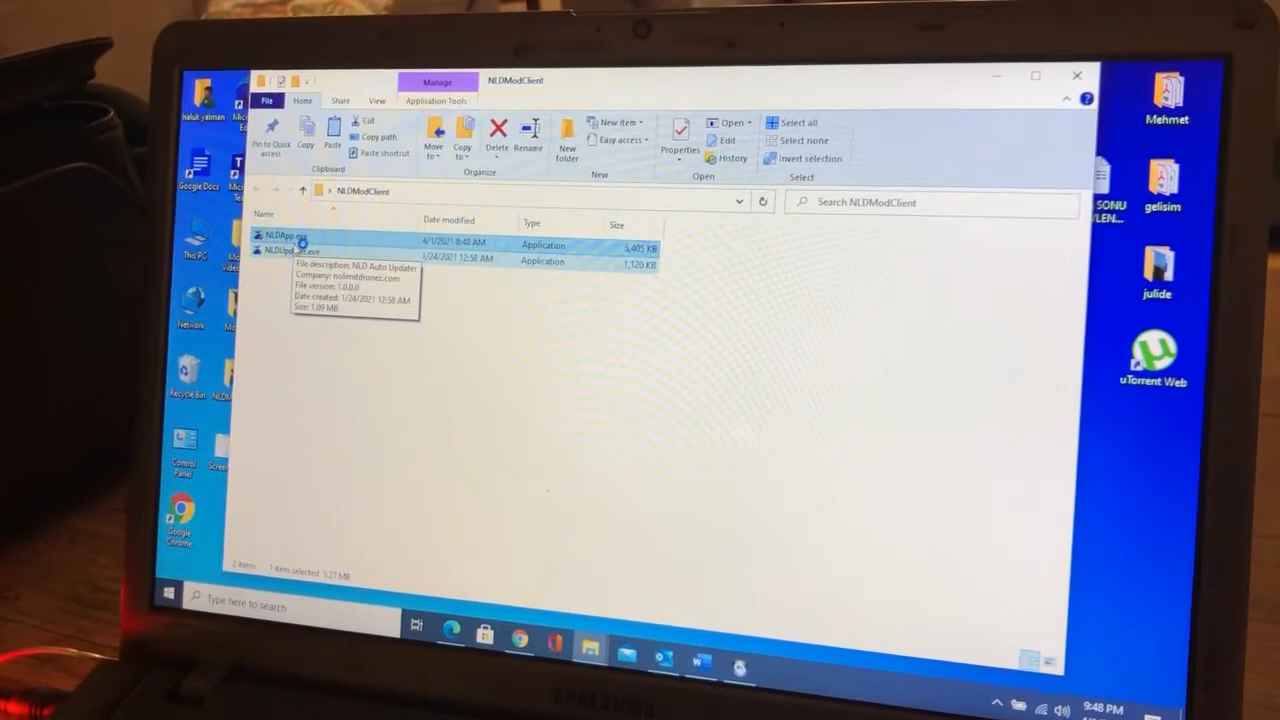 Manage
NLDModClient
File
Home
Share
View
Application Tools
Pin to Quick
access
Copy
Paste
Cut
Copy path
Paste shortcut
Clipboard
Move
to
Copy
to
Delete
Rename
Organize
New
folder
New item
Easy access
New
Properties
Open
Edit
History
Open
Select all
Select none
Invert selection
Select
NLDModClient
Search NLDModClient
Name
Date modified
Type
Size
NLDApp.exe
4/1/2021 8:48 AM
Application
5,405 KB
1/24/2021 12:58 AM
Application
1,120 KB
File description: NLD Auto Updater
Company: nolimitdronez.com
File version: 1.0.0.0
Date created: 1/24/2021 12:58 AM
Size: 1.09 MB
2 items
1 item selected 5.27 MB
haluk yalman
Google Docs
This PC
Network
Recycle Bin
Control
Panel
Google
Chrome
Mehmet
SONU
gelisim
julide
uTorrent Web
Type here to search
9:48 PM
SAMSUNG